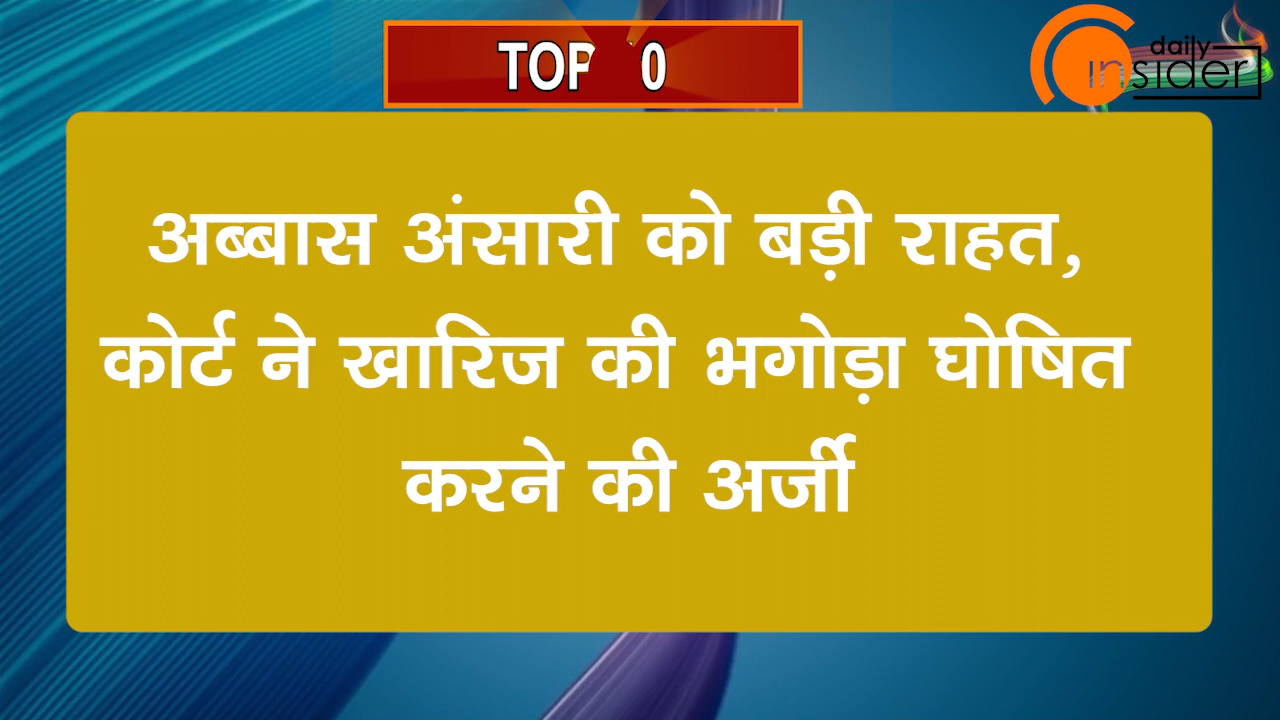 TOP 0
daily
insider
अब्बास अंसारी को बड़ी राहत,
कोर्ट ने खारिज की भगोड़ा घोषित
करने की अर्जी